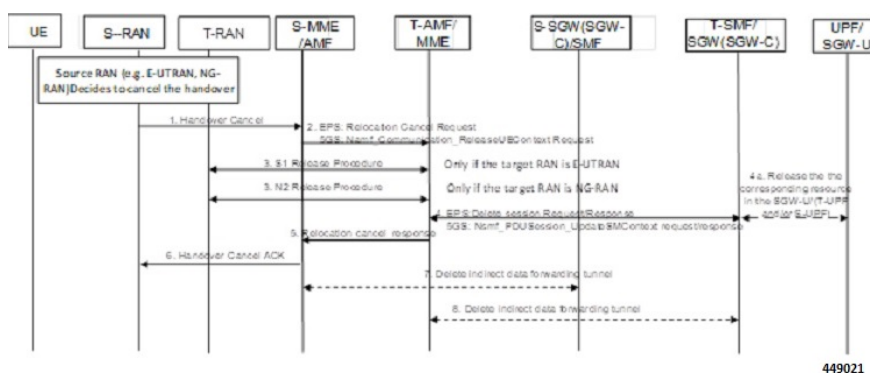 UE
S--RAN
T-RAN
S-MME
/AMF
T-AMF/
MME
S-SGW(SGW-
C)/SMF
T-SMF/
SGW(SGW-C)
UPF/
SGW-U
Source RAN (e.g. E-UTRAN, NG-
RAN)Decides to cancel the handover
1. Handover Cancel
2. EPS: Relocation Cancel Request
5GS: Namf_Communication_ReleaseUEContext Request
3. S1 Release Procedure
Only if the target RAN is E-UTRAN
3. N2 Release Procedure
Only if the target RAN is NG-RAN
4a. Release the the
corresponding resource
in the SGW-U/(T-UPF
and/or S-UPF)
4. EPS:Delete session Request/Response
5GS: Nsmf_PDUSession_UpdateSMContext request/response
5. Relocation cancel response
6. Handover Cancel ACK
7. Delete indirect data forwarding tunnel
8. Delete indirect data forwarding tunnel
449021